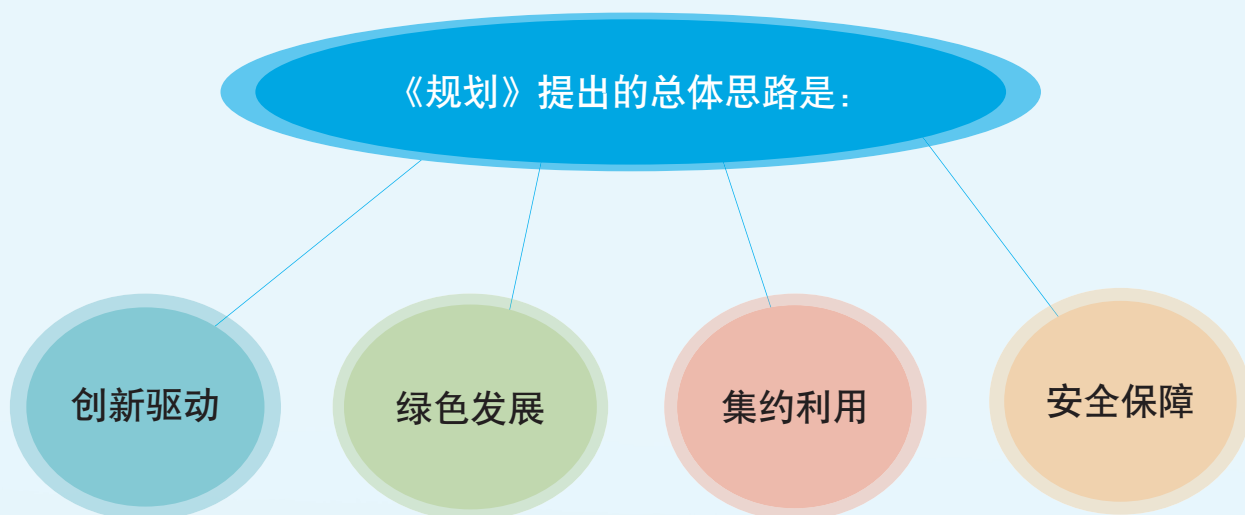 《规划》提出的总体思路是：
创新驱动
绿色发展
集约利用
安全保障